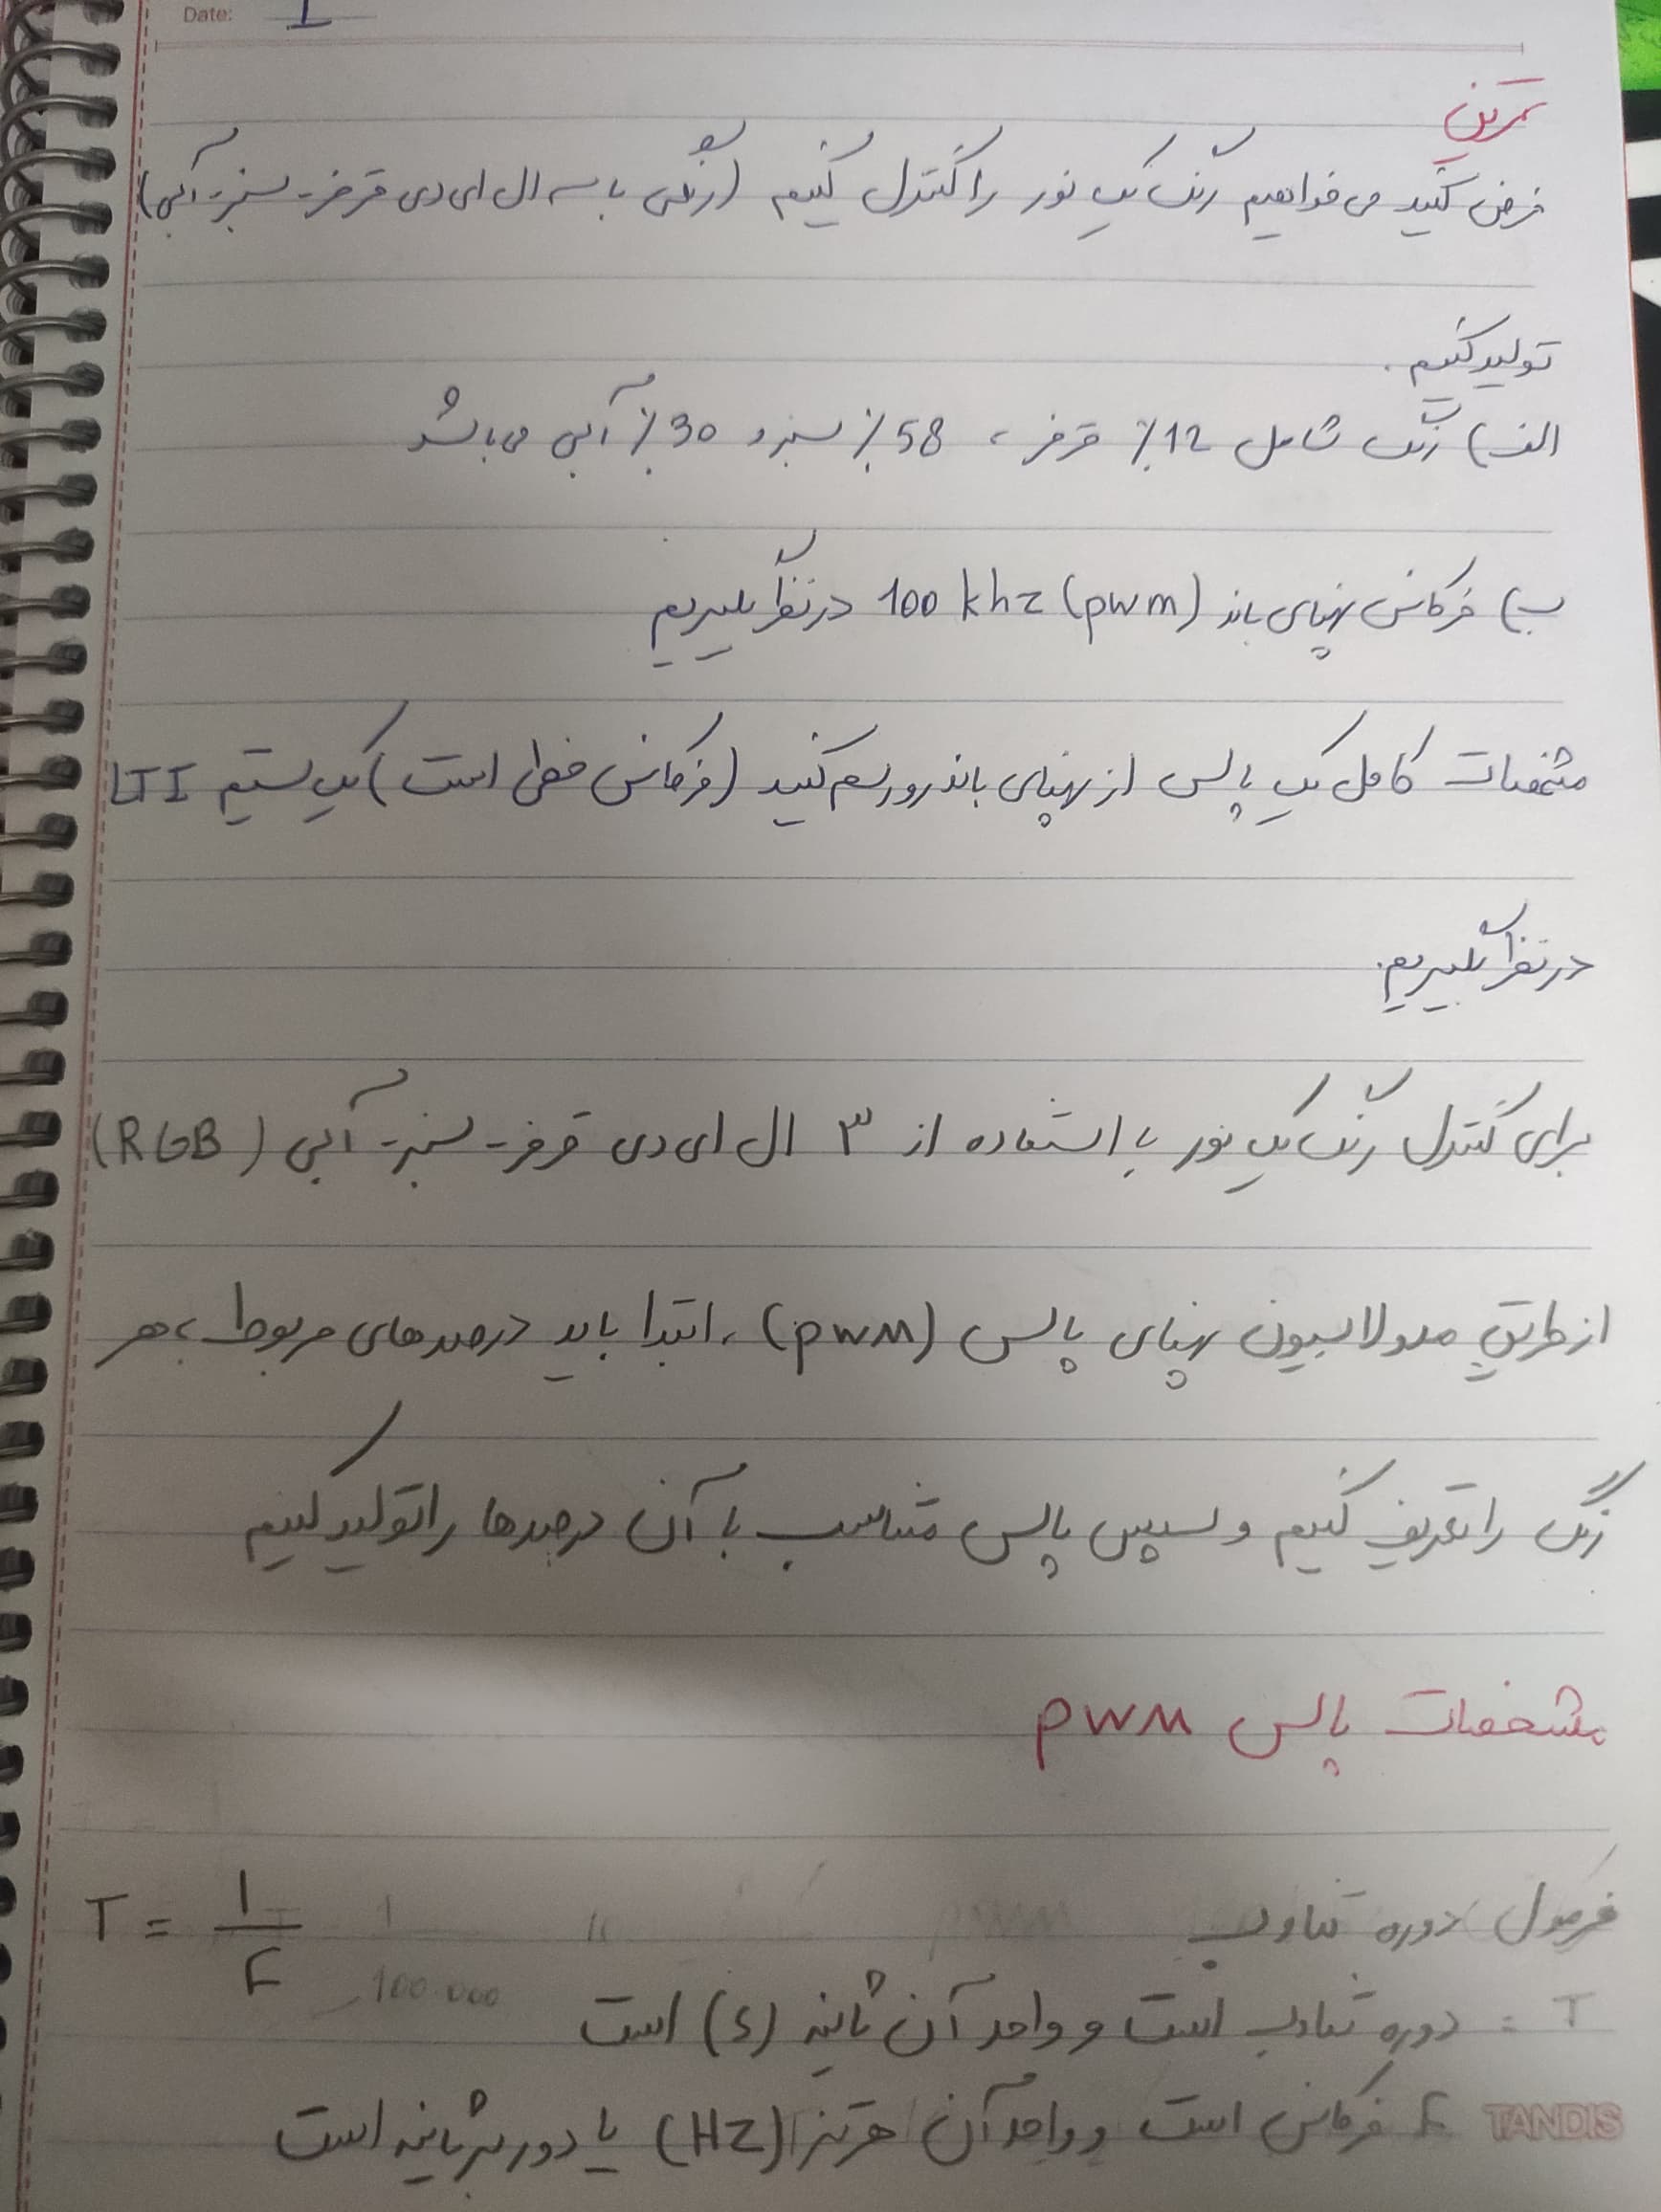 Date: 1
تمرین
فرض کنید می خواهیم رنگ یک نور را کنترل کنیم (رنگی با سه ال ای دی قرمز - سبز - آبی)
تولید کنیم.
الف) رنگ شامل 12٪ قرمز، 58٪ سبز و 30٪ آبی می باشد
ب) فرکانس پهنای باند (pwm) 100 khz در نظر بگیریم
مشخصات کامل یک پالس از پهنای باند رو رسم کنید (فرکانس خطی است) یک سیستم LTI
در نظر بگیریم.
برای کنترل رنگ یک نور با استفاده از ۳ ال ای دی قرمز - سبز - آبی (RGB)
از طریق مدولاسیون پهنای پالس (pwm)، ابتدا باید درصدهای مربوط به هر
رنگ را تعریف کنیم و سپس پالس متناسب با آن درصدها را تولید کنیم
مشخصات پالس pwm
فرمول دوره تناوب T = 1/F
T = دوره تناوب است و واحد آن ثانیه (s) است
F فرکانس است و واحد آن هرتز (HZ) یا دور بر ثانیه است
TANDIS